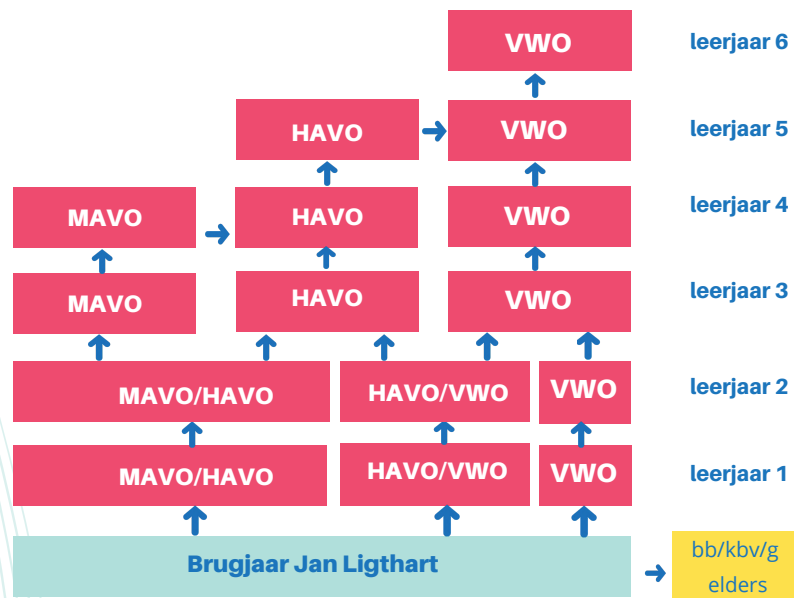 VWO leerjaar 6
HAVO VWO leerjaar 5
MAVO HAVO VWO leerjaar 4
MAVO HAVO VWO leerjaar 3
MAVO/HAVO HAVO/VWO VWO leerjaar 2
MAVO/HAVO HAVO/VWO VWO leerjaar 1
Brugjaar Jan Ligthart bb/kbv/g
elders